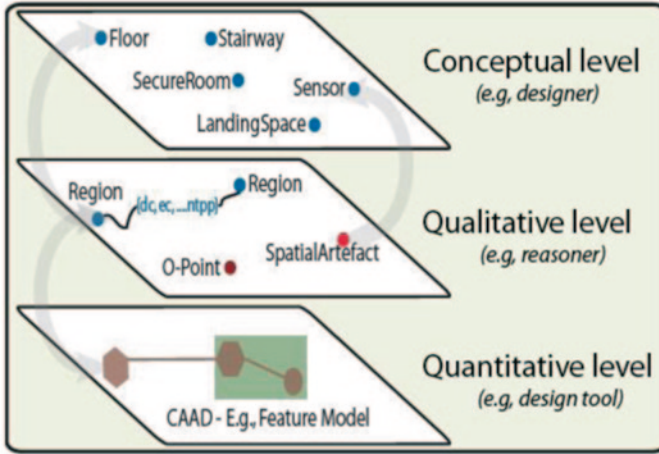 Floor
Stairway
SecureRoom
Sensor
LandingSpace
Conceptual level
(e.g, designer)
Region
(dc, ec, ....ntpp)
Region
O-Point
SpatialArtefact
Qualitative level
(e.g, reasoner)
CAAD - E.g., Feature Model
Quantitative level
(e.g, design tool)